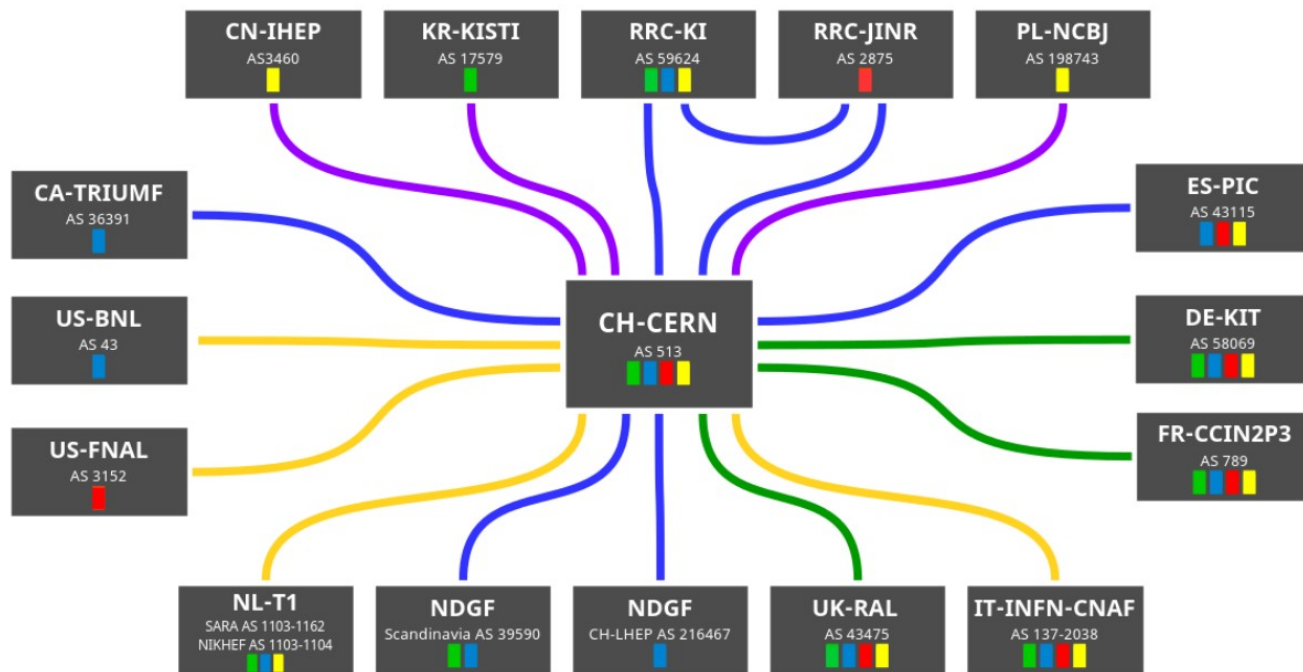 CN-IHEP
AS3460
KR-KISTI
AS 17579
RRC-KI
AS 59624
RRC-JINR
AS 2875
PL-NCBJ
AS 198743
CA-TRIUMF
AS 36391
ES-PIC
AS 43115
US-BNL
AS 43
CH-CERN
AS 513
DE-KIT
AS 58069
US-FNAL
AS 3152
FR-CCIN2P3
AS 789
NL-T1
SARA AS 1103-1162
NIKHEF AS 1103-1104
NDGF
Scandinavia AS 39590
NDGF
CH-LHEP AS 216467
UK-RAL
AS 43475
IT-INFN-CNAF
AS 137-2038